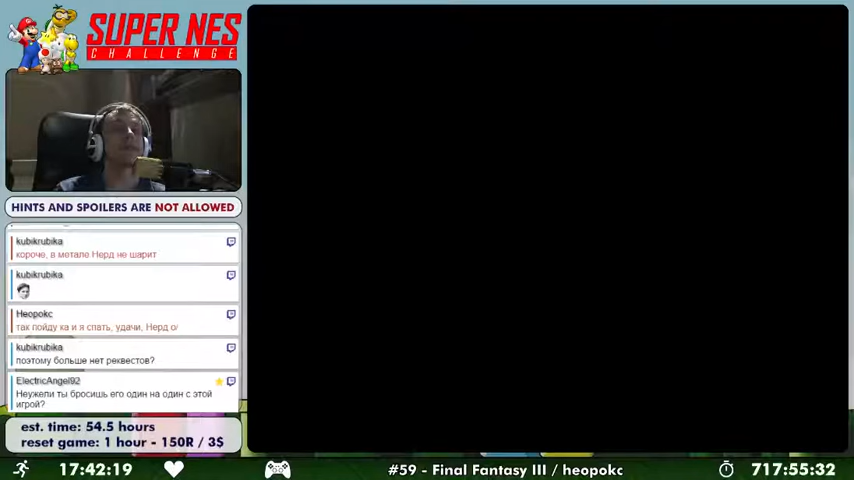 SUPER NES
CHALLENGE
HINTS AND SPOILERS ARE NOT ALLOWED
kubikrubika
короче, в метале Нерд не шарит
kubikrubika
Heopokc
так пойду ка и я спать, удачи, Нерд o/
kubikrubika
поэтому больше нет реквестов?
ElectricAngel92
Неужели ты бросишь его один на один с этой
игрой?
est. time: 54.5 hours
reset game: 1 hour - 150R / 3$
17:42:19
#59 - Final Fantasy III / heopokc
717:55:32